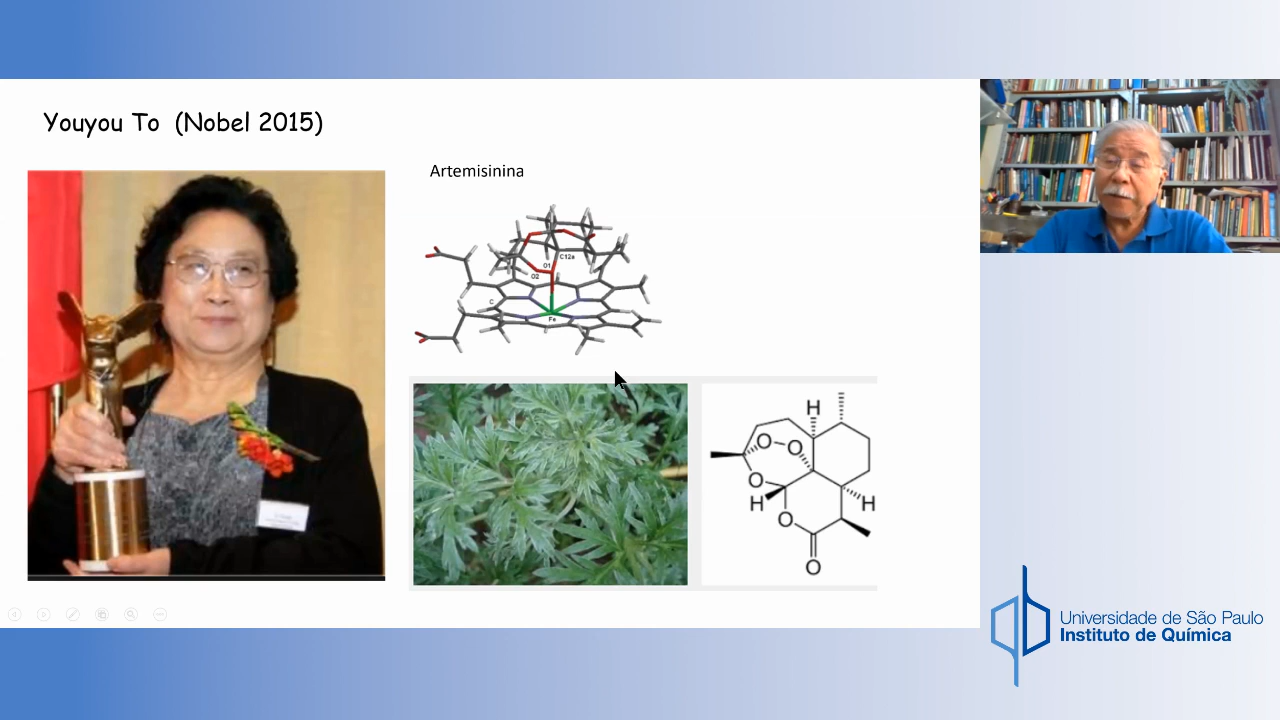 Youyou To (Nobel 2015)
Artemisinina
O1
C12a
O2
C
Fe
H
O
O
O
H
H
O
O
Universidade de São Paulo
Instituto de Química